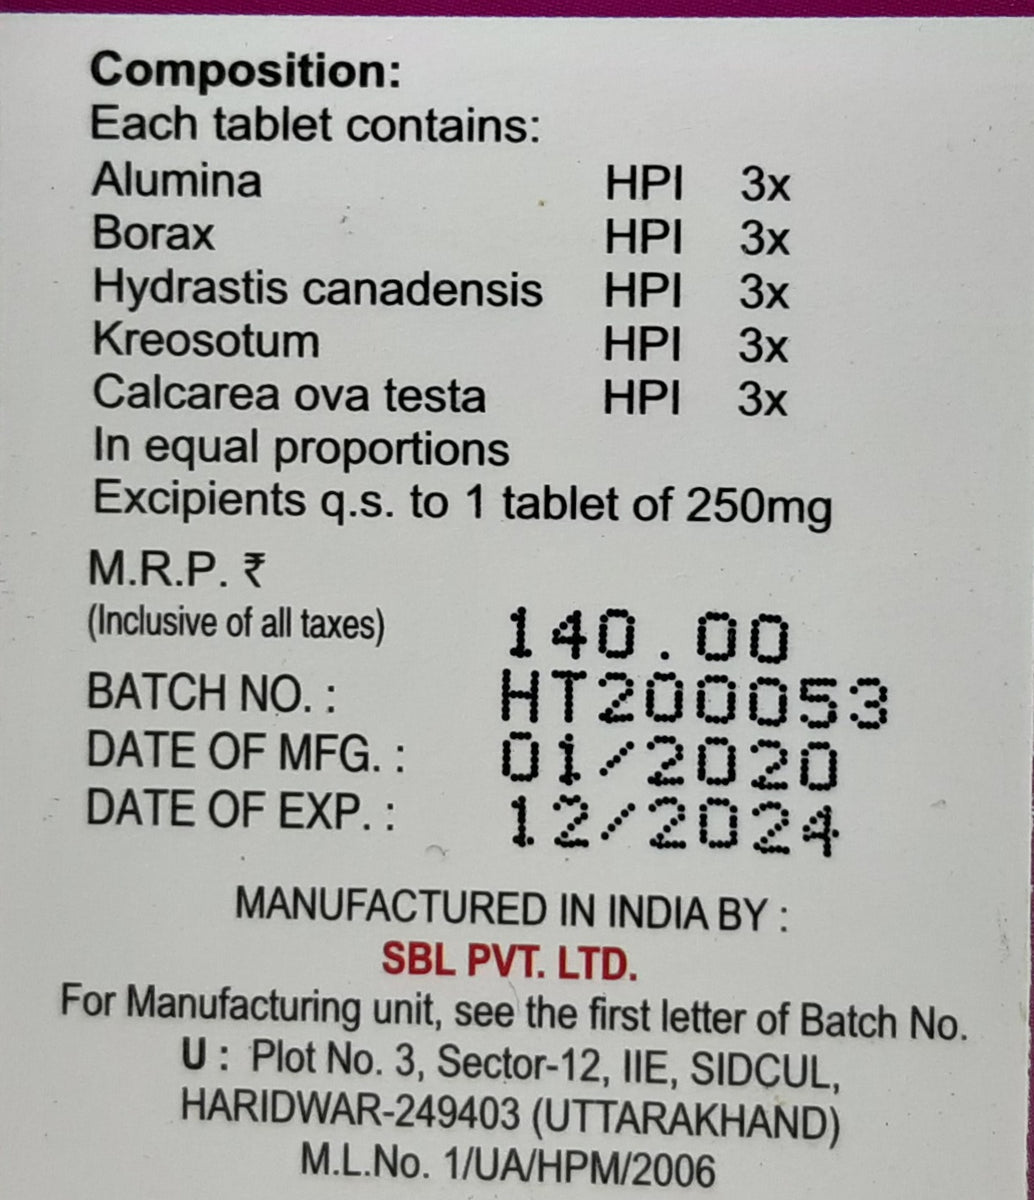 Composition:
Each tablet contains:
Alumina HPI 3x
Borax HPI 3x
Hydrastis canadensis HPI 3x
Kreosotum HPI 3x
Calcarea ova testa HPI 3x
In equal proportions
Excipients q.s. to 1 tablet of 250mg
M.R.P. ₹
(Inclusive of all taxes) 140.00
BATCH NO. : HT200053
DATE OF MFG. : 01/2020
DATE OF EXP. : 12/2024
MANUFACTURED IN INDIA BY :
SBL PVT. LTD.
For Manufacturing unit, see the first letter of Batch No.
U : Plot No. 3, Sector-12, IIE, SIDCUL,
HARIDWAR-249403 (UTTARAKHAND)
M.L.No. 1/UA/HPM/2006